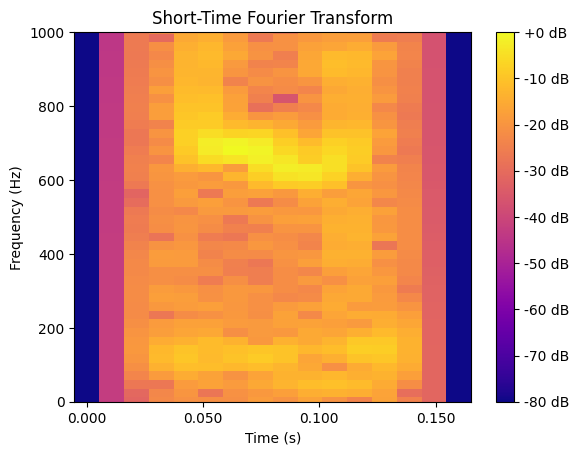 Short-Time Fourier Transform
Frequency (Hz)
1000
800
600
400
200
0
0.000
0.050
0.100
0.150
Time (s)
+0 dB
-10 dB
-20 dB
-30 dB
-40 dB
-50 dB
-60 dB
-70 dB
-80 dB